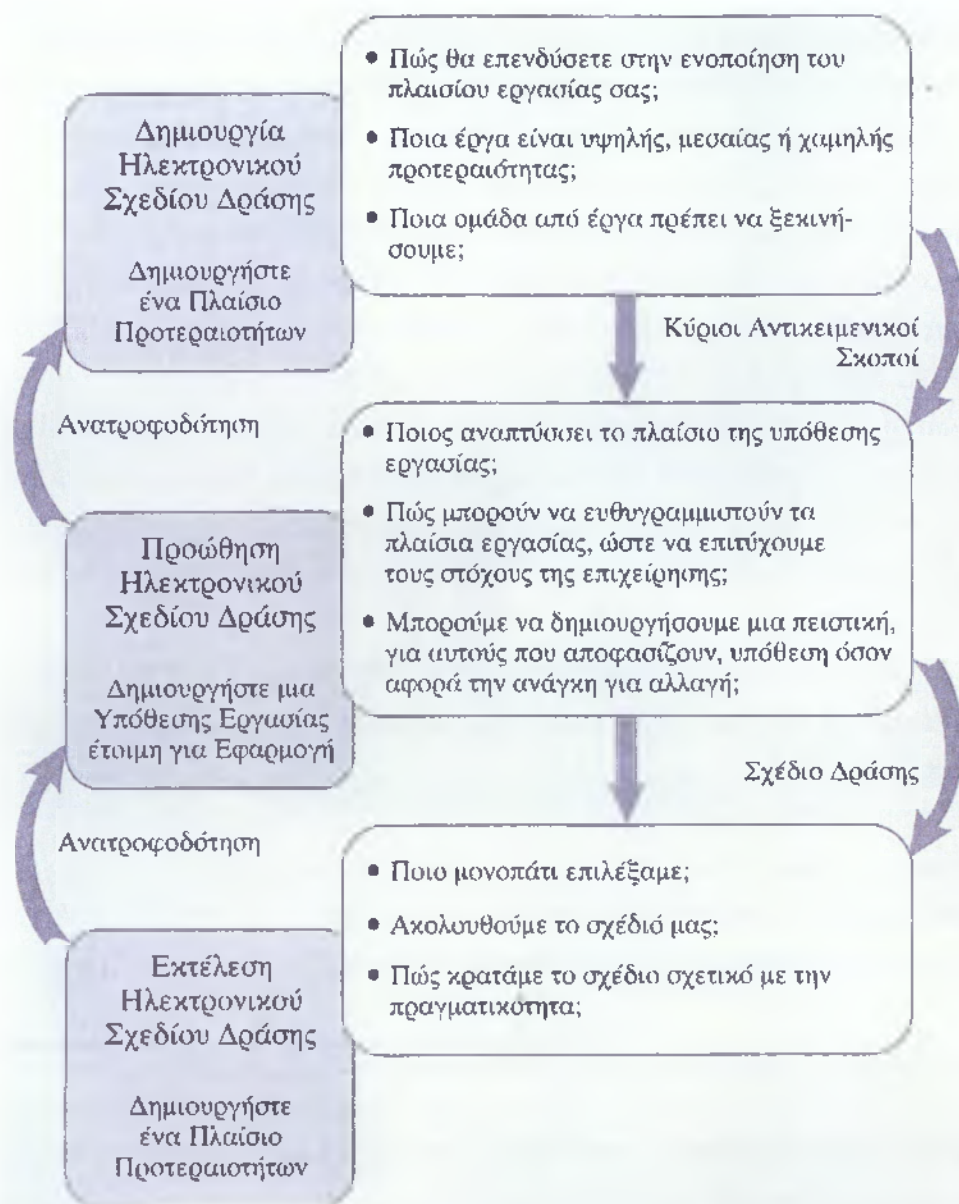 Δημιουργία
Ηλεκτρονικού
Σχεδίου Δράσης
Δημιουργήστε
ένα Πλαίσιο
Προτεραιοτήτων
• Πώς θα επενδύσετε στην ενοποίηση του
πλαισίου εργασίας σας;
• Ποια έργα είναι υψηλής, μεσαίας ή χαμηλής
προτεραιότητας;
• Ποια ομάδα από έργα πρέπει να ξεκινή-
σουμε;
Κύριοι Αντικειμενικοί
Σκοποί
Ανατροφοδότηση
Προώθηση
Ηλεκτρονικού
Σχεδίου Δράσης
Δημιουργήστε μια
Υπόθεσης Εργασίας
έτοιμη για Εφαρμογή
• Ποιος αναπτύσσει το πλαίσιο της υπόθεσης
εργασίας;
• Πώς μπορούν να ευθυγραμμιστούν τα
πλαίσια εργασίας, ώστε να επιτύχουμε
τους στόχους της επιχείρησης;
• Μπορούμε να δημιουργήσουμε μια πειστική,
για αυτούς που αποφασίζουν, υπόθεση όσον
αφορά την ανάγκη για αλλαγή;
Σχέδιο Δράσης
Ανατροφοδότηση
Εκτέλεση
Ηλεκτρονικού
Σχεδίου Δράσης
Δημιουργήστε
ένα Πλαίσιο
Προτεραιοτήτων
• Ποιο μονοπάτι επιλέξαμε;
• Ακολουθούμε το σχέδιό μας;
• Πώς κρατάμε το σχέδιο σχετικό με την
πραγματικότητα;